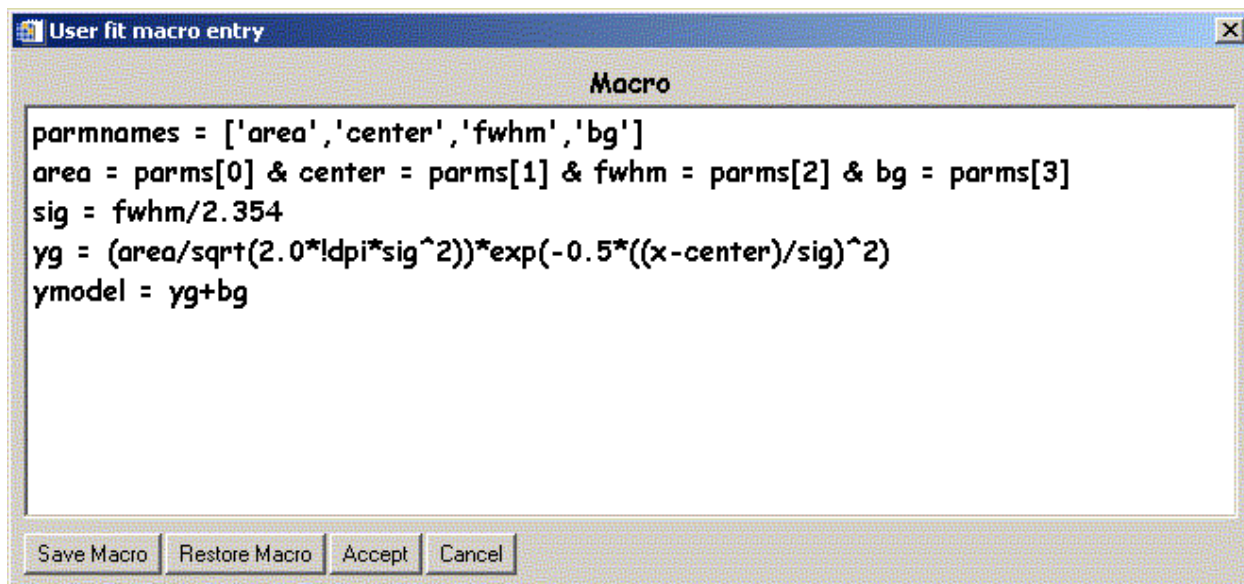 User fit macro entry
Macro
parmnames = ['area','center','fwhm','bg']
area = parms[0] & center = parms[1] & fwhm = parms[2] & bg = parms[3]
sig = fwhm/2.354
yg = (area/sqrt(2.0*!dpi*sig^2))*exp(-0.5*((x-center)/sig)^2)
ymodel = yg+bg
Save Macro Restore Macro Accept Cancel